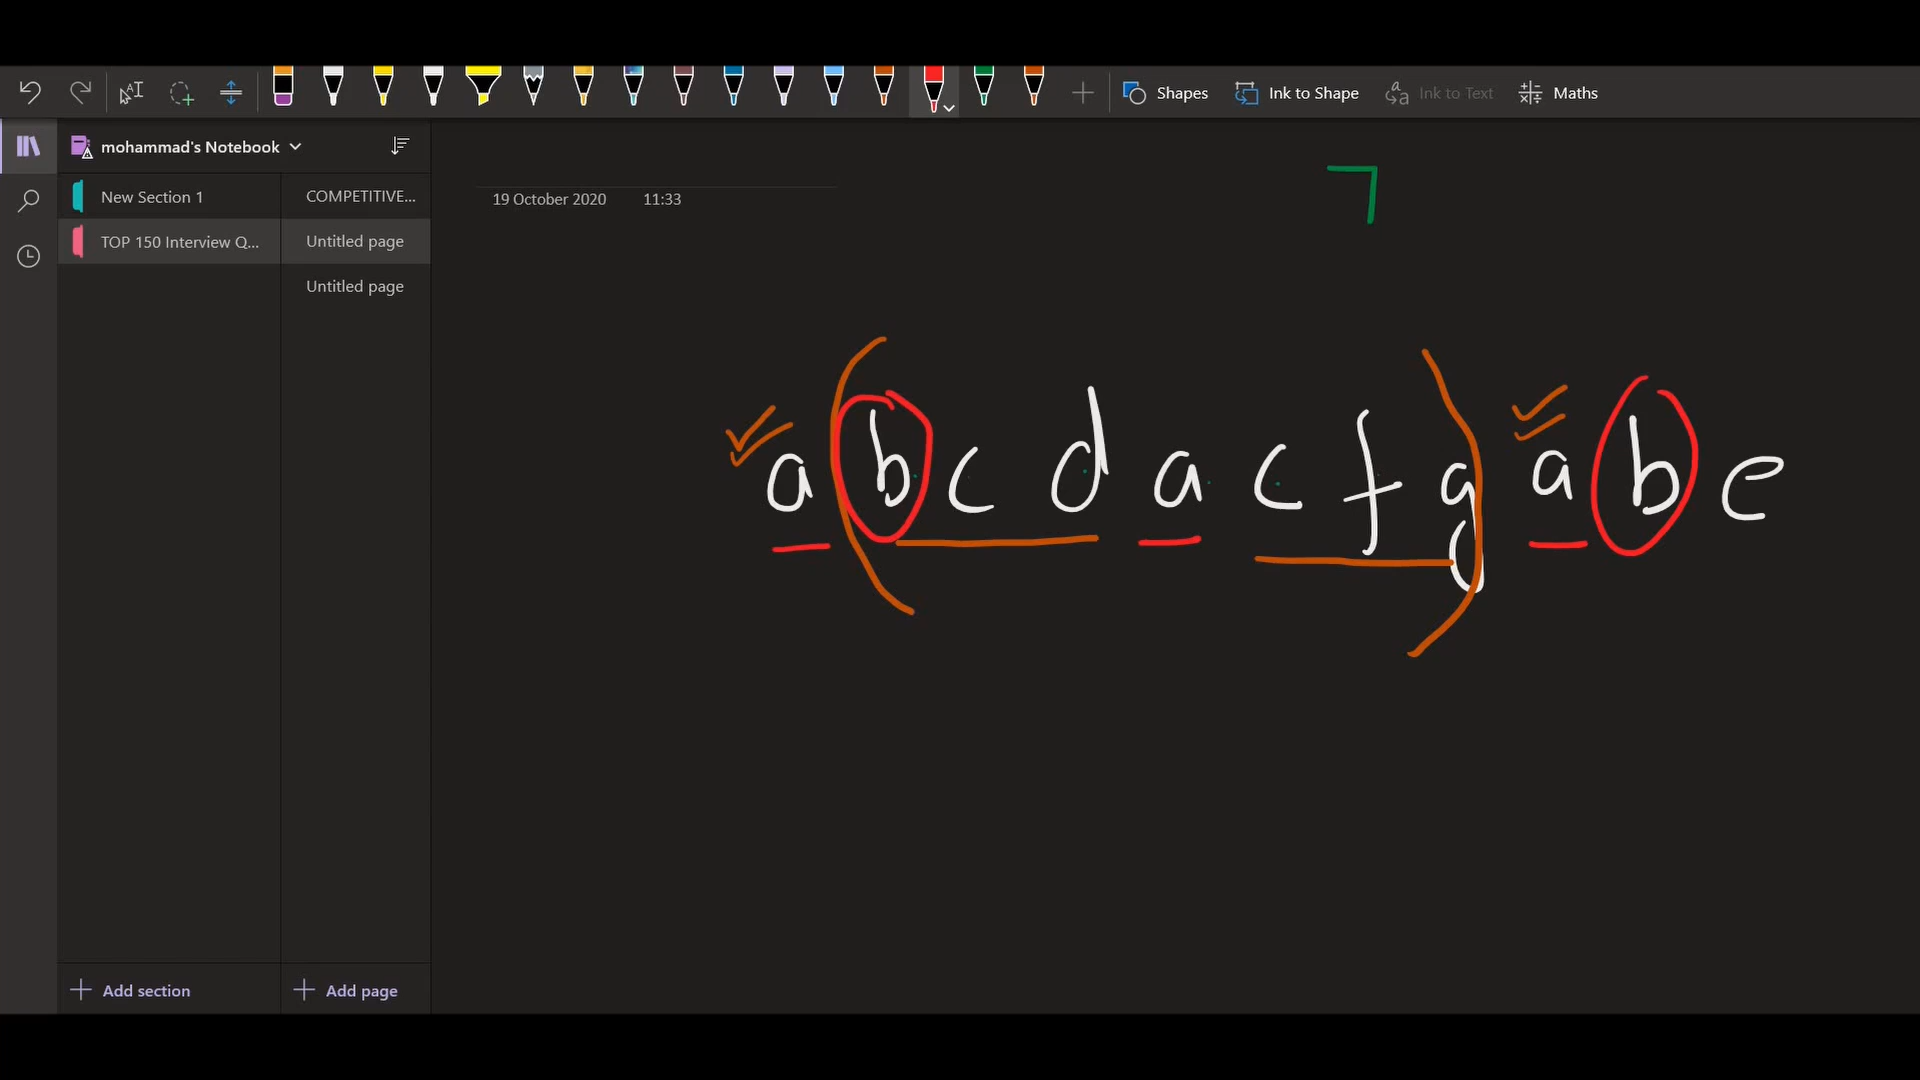 Shapes
Ink to Shape
Ink to Text
Maths
mohammad's Notebook
New Section 1
COMPETITIVE...
TOP 150 Interview Q...
Untitled page
Untitled page
19 October 2020 11:33
7
a b c d a c f g a b e
Add section
Add page